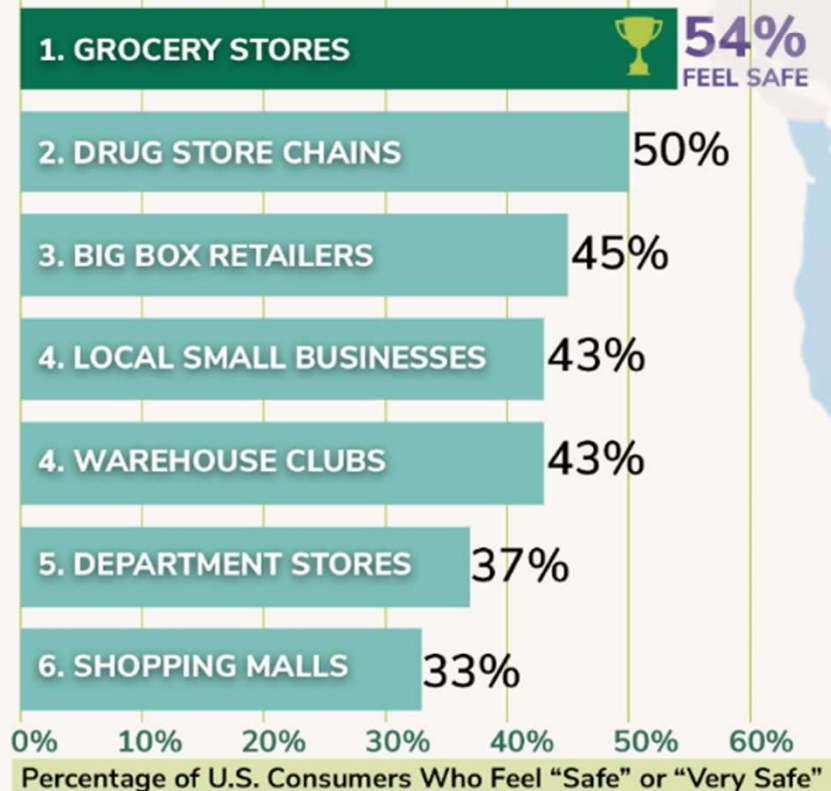 1. GROCERY STORES
54%
FEEL SAFE
2. DRUG STORE CHAINS
50%
3. BIG BOX RETAILERS
45%
4. LOCAL SMALL BUSINESSES
43%
4. WAREHOUSE CLUBS
43%
5. DEPARTMENT STORES
37%
6. SHOPPING MALLS
33%
0% 10% 20% 30% 40% 50% 60%
Percentage of U.S. Consumers Who Feel “Safe” or “Very Safe”